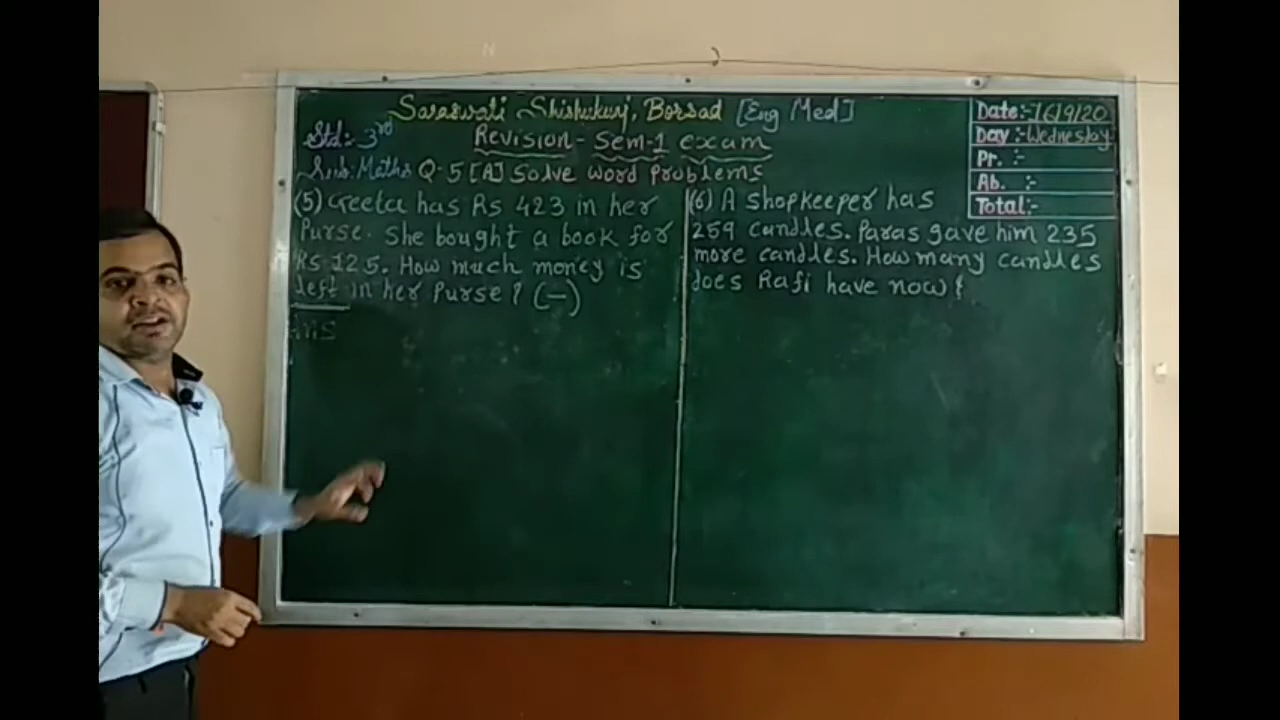 Saraswati Shishukunj, Borsad [Eng Med]
Std:- 3rd
Revision - Sem-1 exam
Sub: Maths Q-5 [A] Solve word Problems
Date:- 16/9/20
Day :- Wednesday
Pr. :-
Ab. :-
Total:-
(5) Geeta has Rs 423 in her
Purse. She bought a book for
Rs 125. How much money is
left in her Purse? (-)
Ans
(6) A Shopkeeper has
259 candles. Paras gave him 235
more candles. How many candles
does Rafi have now?